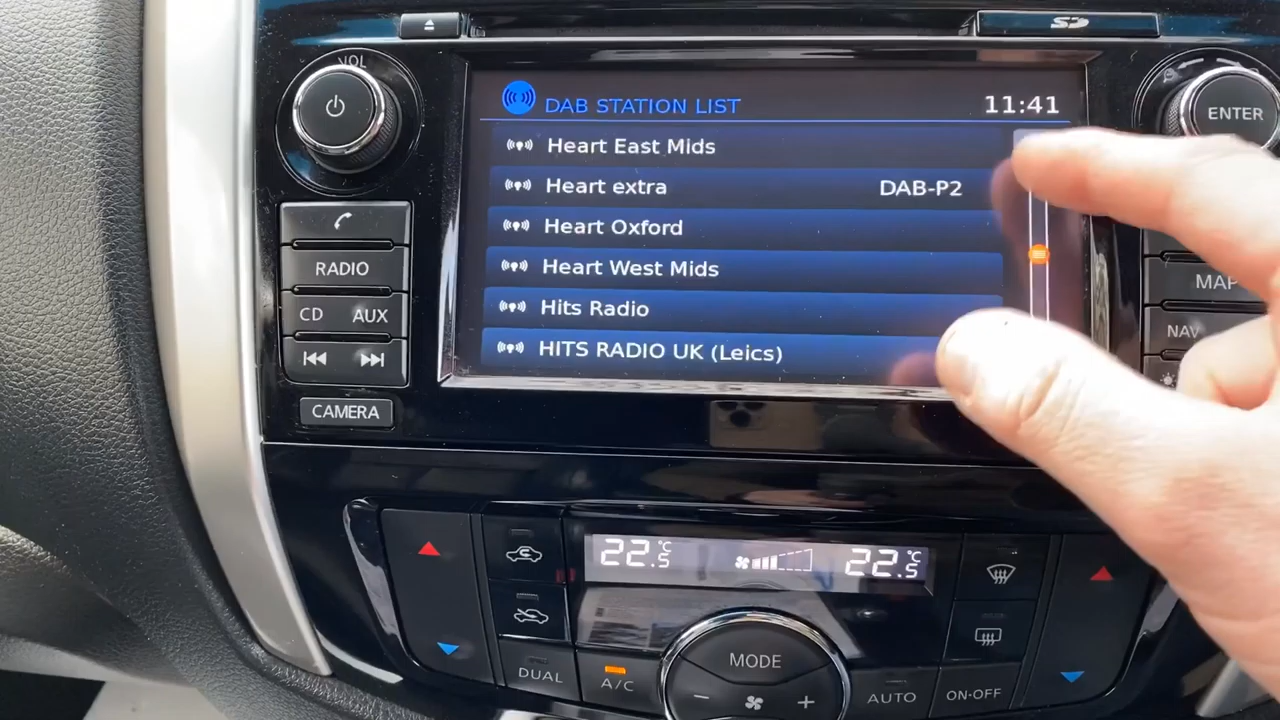 VOL
SD
DAB STATION LIST 11:41
Heart East Mids
Heart extra DAB-P2
Heart Oxford
Heart West Mids
Hits Radio
HITS RADIO UK (Leics)
ENTER
RADIO
CD AUX
CAMERA
MAP
NAV
22.5°C 22.5°C
MODE
DUAL
A/C
AUTO
ON·OFF